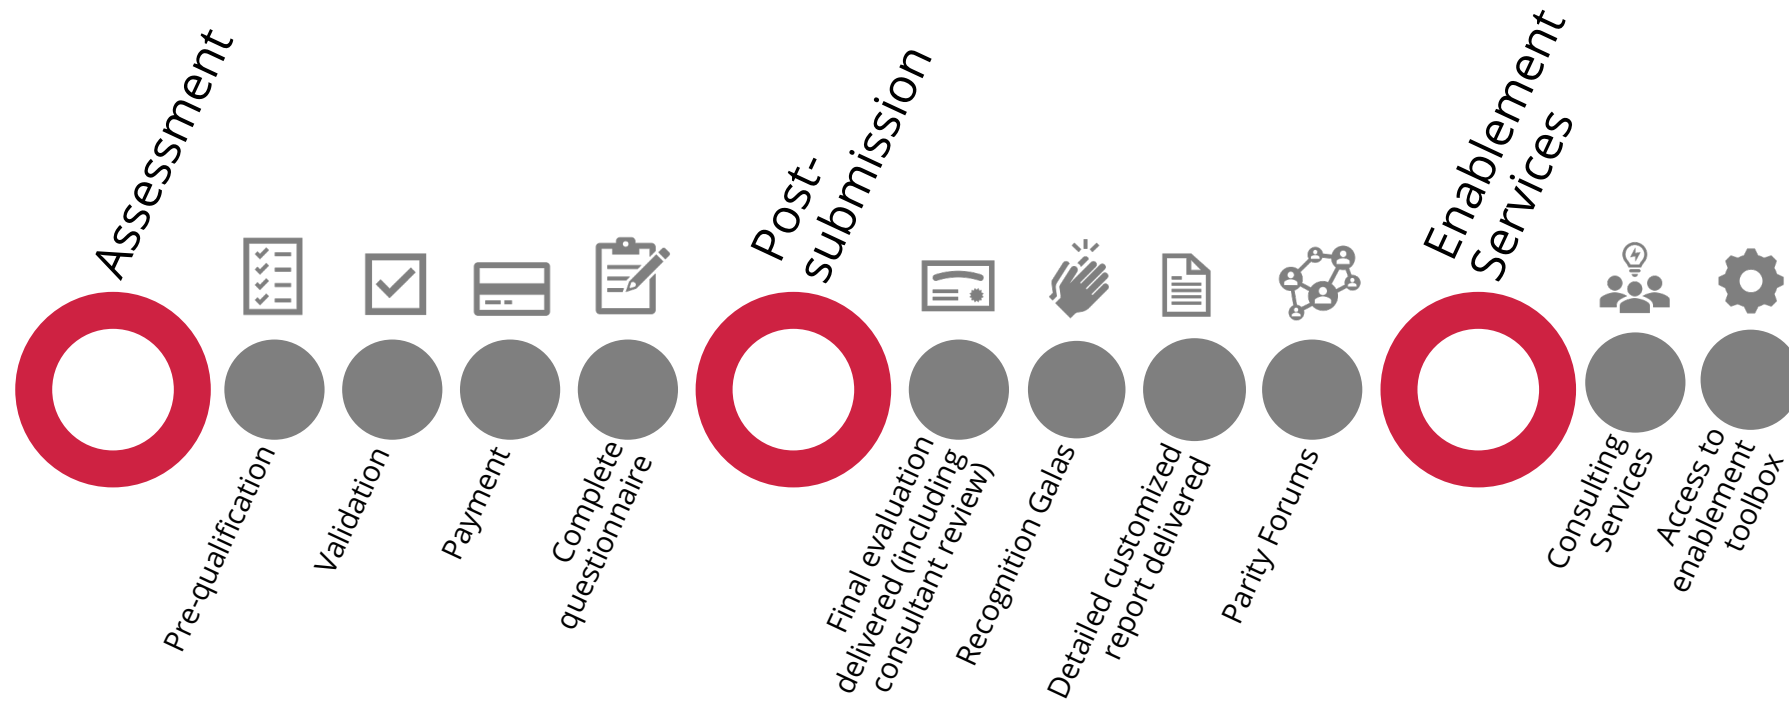 Assessment
Pre-qualification
Validation
Payment
Complete
questionnaire
Post-
submission
Final evaluation
delivered (including
consultant review)
Recognition Galas
Detailed customized
report delivered
Parity Forums
Enablement
Services
Consulting
Services
Access to
enablement
toolbox